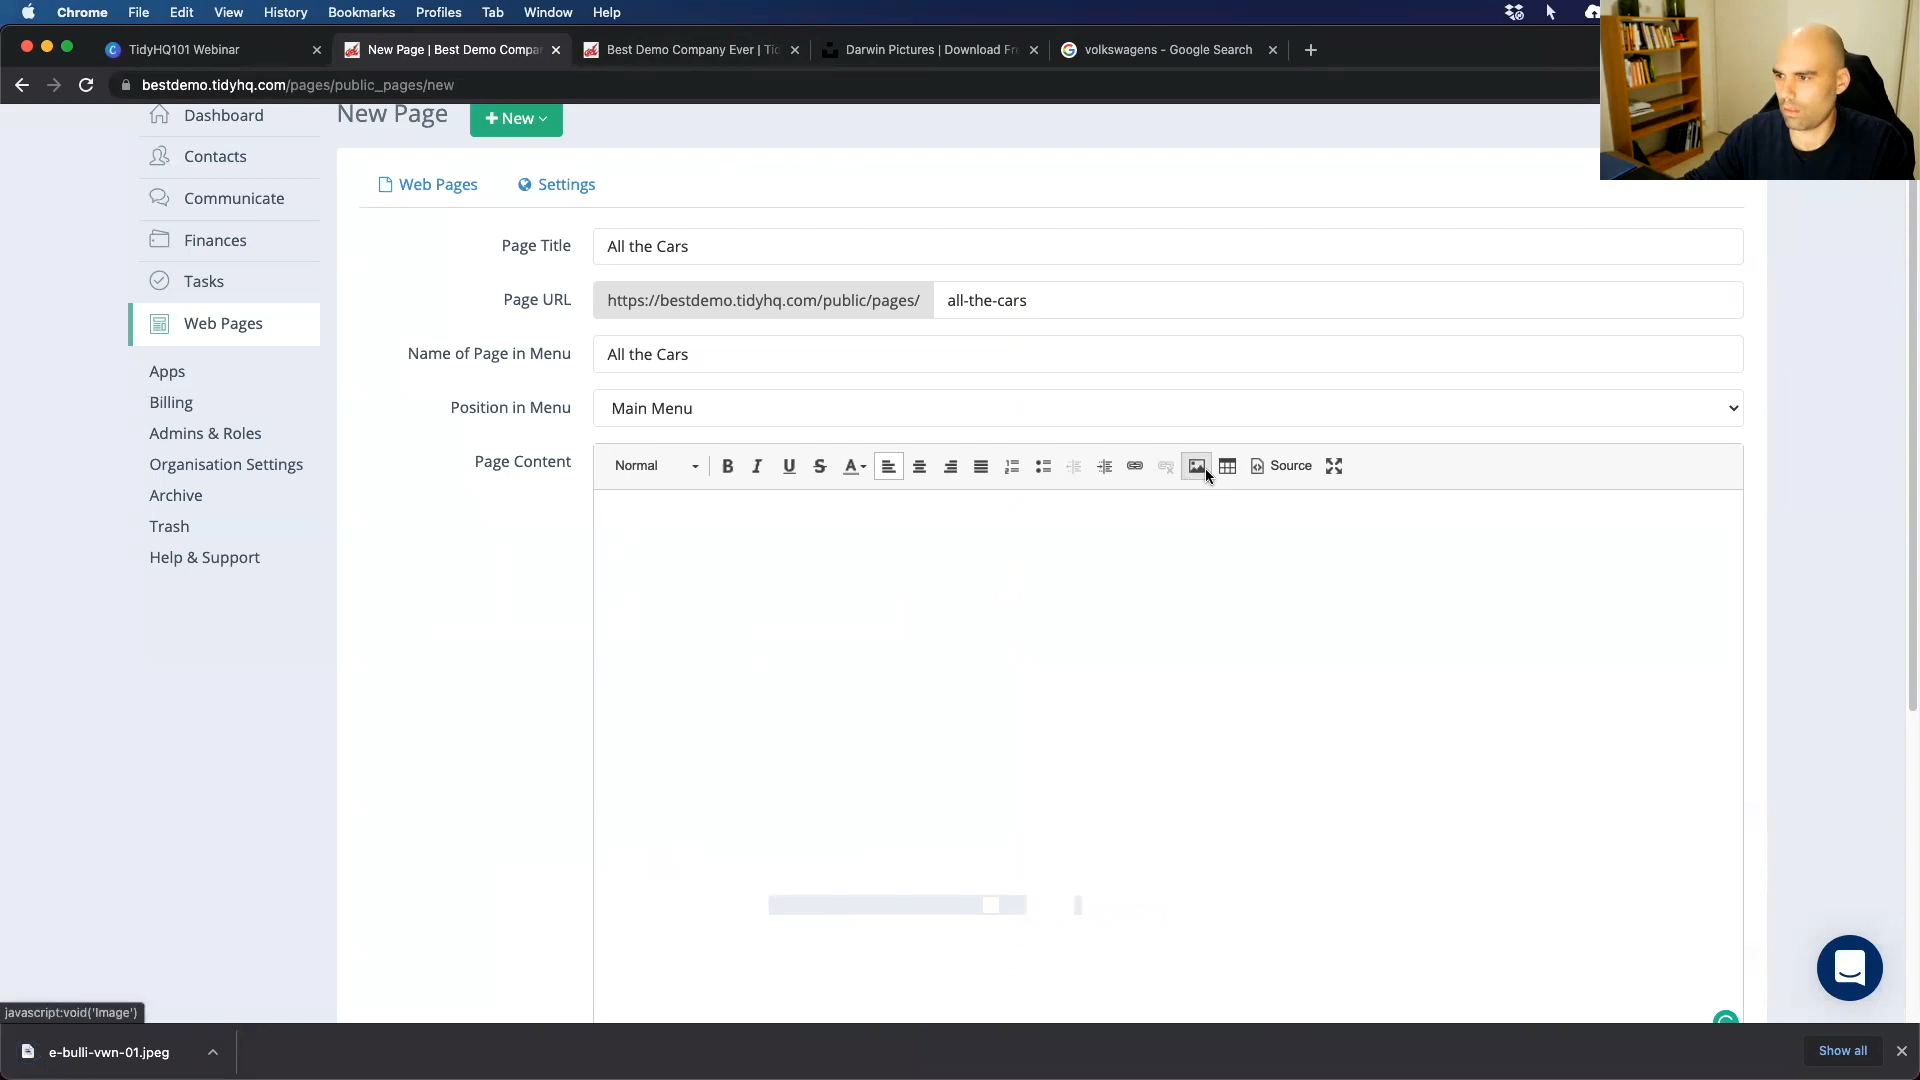 Chrome File Edit View History Bookmarks Profiles Tab Window Help
TidyHQ101 Webinar
New Page | Best Demo Compa
Best Demo Company Ever | Tid
Darwin Pictures | Download Fre
volkswagens - Google Search
bestdemo.tidyhq.com/pages/public_pages/new
Dashboard
New Page
New
Contacts
Web Pages
Settings
Communicate
Finances
Page Title
All the Cars
Tasks
Page URL
https://bestdemo.tidyhq.com/public/pages/
all-the-cars
Web Pages
Name of Page in Menu
All the Cars
Apps
Billing
Position in Menu
Main Menu
Admins & Roles
Organisation Settings
Page Content
Normal
B I U S A
Source
Archive
Trash
Help & Support
javascript:void('Image')
e-bulli-vwn-01.jpeg
Show all